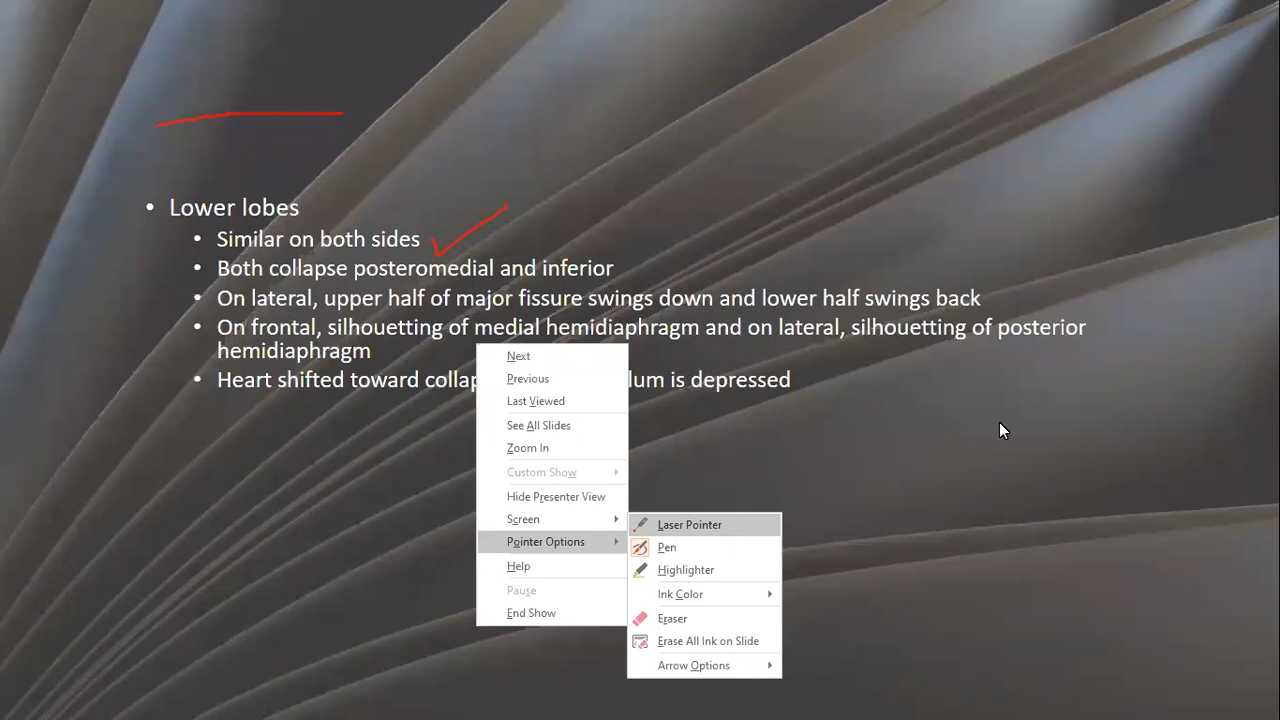 • Lower lobes
• Similar on both sides
• Both collapse posteromedial and inferior
• On lateral, upper half of major fissure swings down and lower half swings back
• On frontal, silhouetting of medial hemidiaphragm and on lateral, silhouetting of posterior
hemidiaphragm
• Heart shifted toward collap lum is depressed
Next
Previous
Last Viewed
See All Slides
Zoom In
Custom Show
Hide Presenter View
Screen
Pointer Options
Help
Pause
End Show
Laser Pointer
Pen
Highlighter
Ink Color
Eraser
Erase All Ink on Slide
Arrow Options